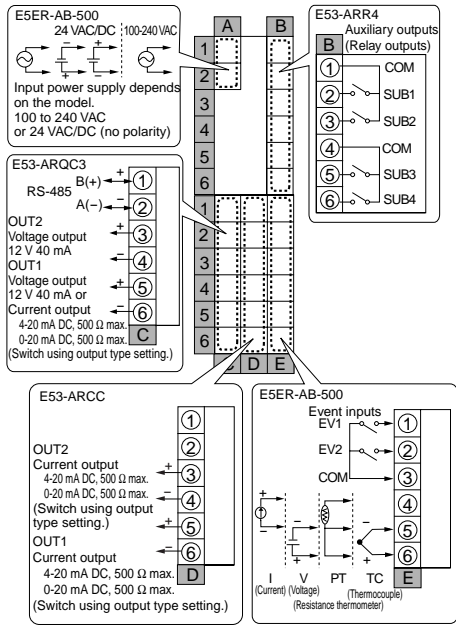 E5ER-AB-500
24 VAC/DC
100-240 VAC
Input power supply depends
on the model.
100 to 240 VAC
or 24 VAC/DC (no polarity)
A
B
1
2
3
4
5
6
1
2
3
4
5
6
C
D
E
E53-ARR4
Auxiliary outputs
(Relay outputs)
B
1
COM
2
SUB1
3
SUB2
4
COM
5
SUB3
6
SUB4
E53-ARQC3
RS-485
B(+)
+
1
A(−)
−
2
OUT2
Voltage output
12 V 40 mA
+
3
−
4
OUT1
Voltage output
12 V 40 mA or
Current output
+
5
−
6
4-20 mA DC, 500 Ω max.
0-20 mA DC, 500 Ω max.
(Switch using output type setting.)
C
E53-ARCC
1
2
OUT2
Current output
4-20 mA DC, 500 Ω max.
0-20 mA DC, 500 Ω max.
(Switch using output
type setting.)
+
3
−
4
+
5
−
6
OUT1
Current output
4-20 mA DC, 500 Ω max.
0-20 mA DC, 500 Ω max.
(Switch using output type setting.)
D
E5ER-AB-500
Event inputs
EV1
1
EV2
2
COM
3
4
5
6
+
−
−
+
−
+
I
(Current)
V
(Voltage)
PT
(Resistance thermometer)
TC
(Thermocouple)
E